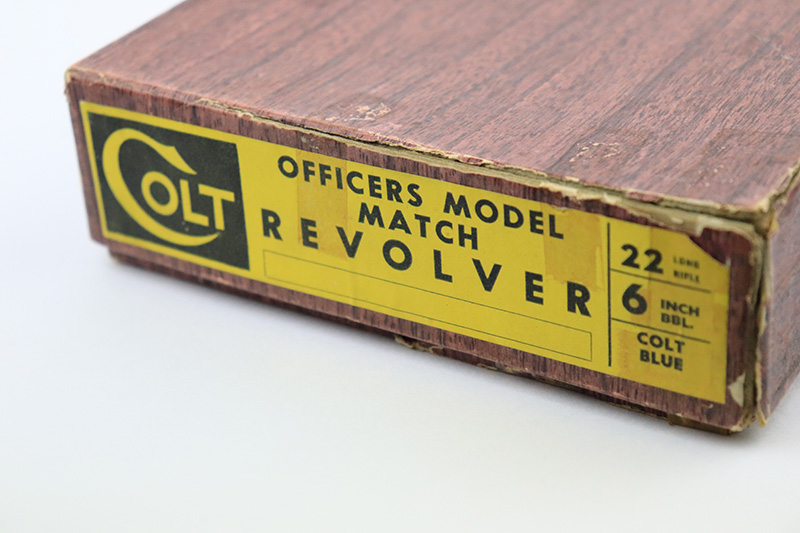 COLT
OFFICERS MODEL
MATCH
REVOLVER
22 LONG
RIFLE
6 INCH
BBL.
COLT
BLUE